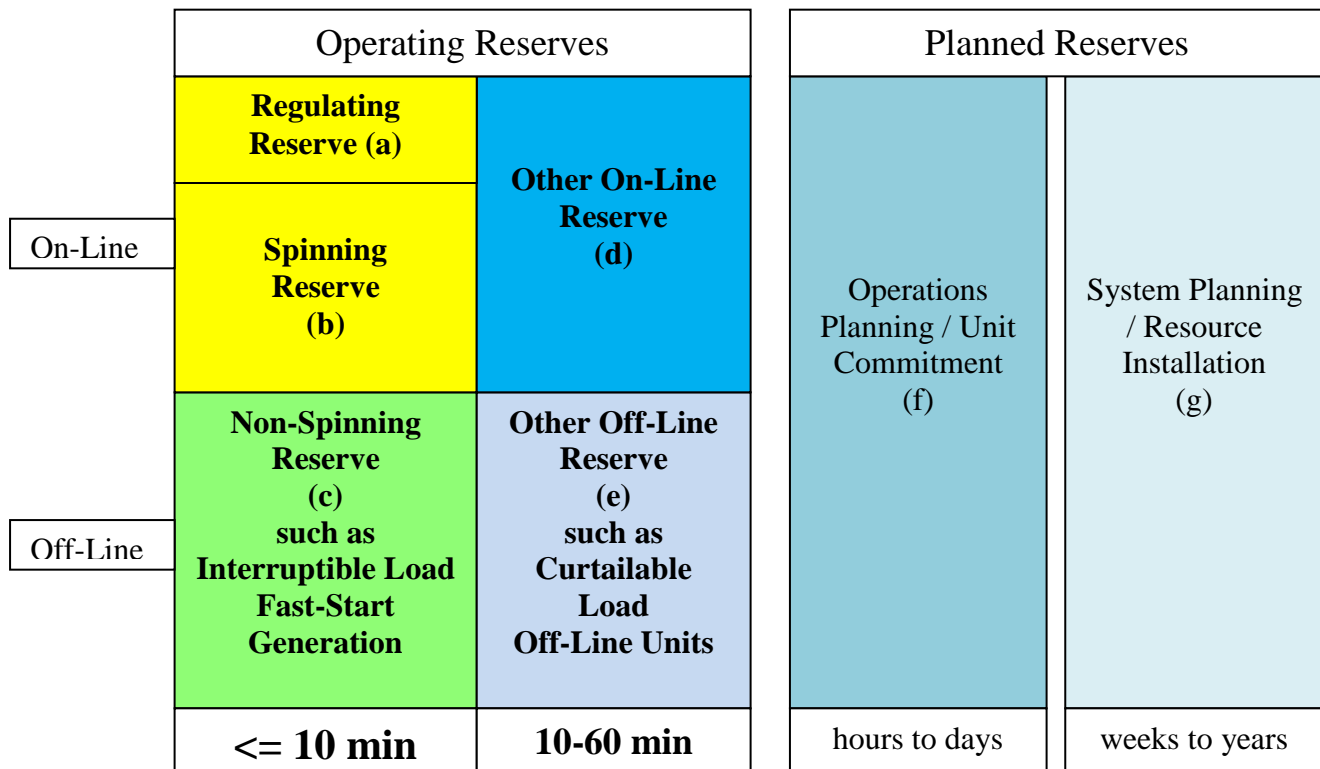 Operating Reserves
Planned Reserves
On-Line
Off-Line
Regulating
Reserve (a)
Spinning
Reserve
(b)
Non-Spinning
Reserve
(c)
such as
Interruptible Load
Fast-Start
Generation
<= 10 min
Other On-Line
Reserve
(d)
Other Off-Line
Reserve
(e)
such as
Curtailable
Load
Off-Line Units
10-60 min
Operations
Planning / Unit
Commitment
(f)
hours to days
System Planning
/ Resource
Installation
(g)
weeks to years